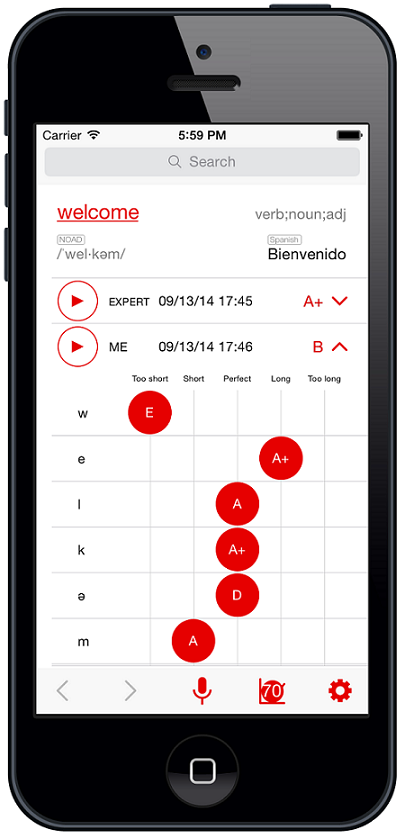 Carrier 5:59 PM
Search
welcome verb;noun;adj
NOAD Spanish
/ˈwel·kəm/ Bienvenido
EXPERT 09/13/14 17:45 A+
ME 09/13/14 17:46 B
Too short Short Perfect Long Too long
w E
e A+
l A
k A+
ə D
m A
70